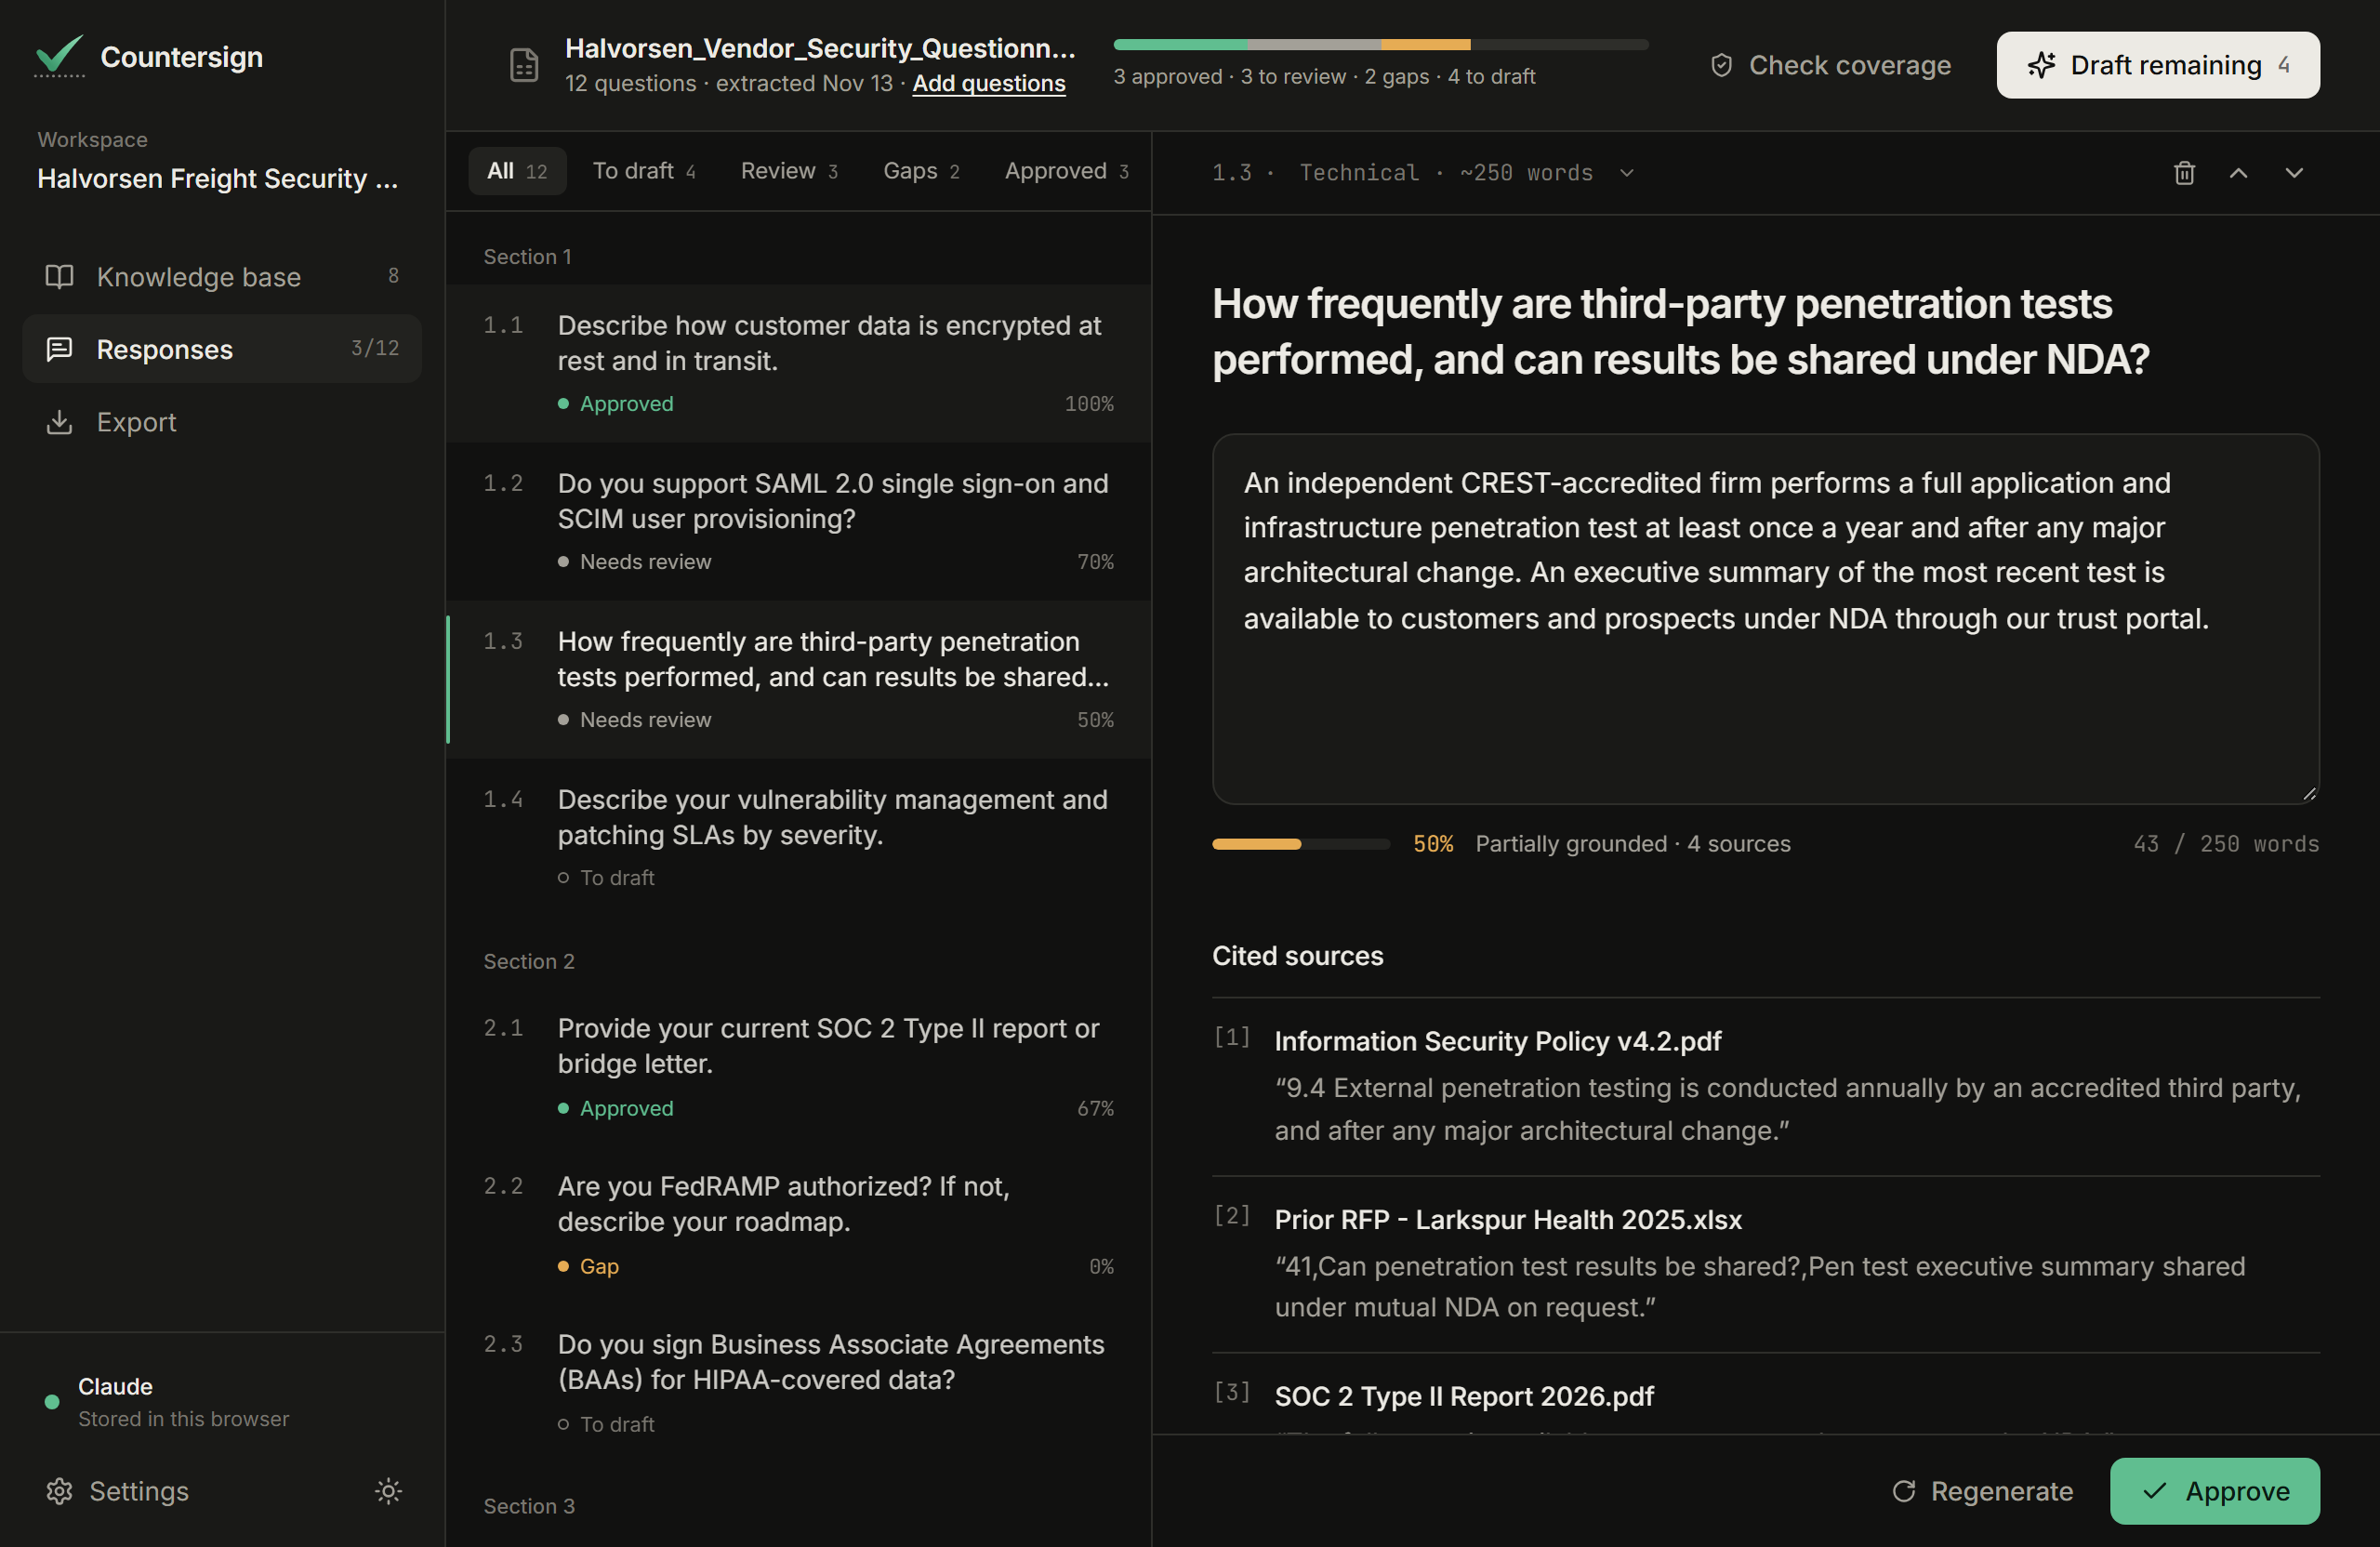 Countersign
Workspace
Halvorsen Freight Security ...
Knowledge base 8
Responses 3/12
Export
Claude
Stored in this browser
Settings
Halvorsen_Vendor_Security_Questionn...
12 questions · extracted Nov 13 · Add questions
3 approved · 3 to review · 2 gaps · 4 to draft
Check coverage
Draft remaining 4
All 12
To draft 4
Review 3
Gaps 2
Approved 3
Section 1
1.1 Describe how customer data is encrypted at
rest and in transit.
Approved 100%
1.2 Do you support SAML 2.0 single sign-on and
SCIM user provisioning?
Needs review 70%
1.3 How frequently are third-party penetration
tests performed, and can results be shared...
Needs review 50%
1.4 Describe your vulnerability management and
patching SLAs by severity.
To draft
Section 2
2.1 Provide your current SOC 2 Type II report or
bridge letter.
Approved 67%
2.2 Are you FedRAMP authorized? If not,
describe your roadmap.
Gap 0%
2.3 Do you sign Business Associate Agreements
(BAAs) for HIPAA-covered data?
To draft
Section 3
1.3 · Technical · ~250 words
How frequently are third-party penetration tests
performed, and can results be shared under NDA?
An independent CREST-accredited firm performs a full application and
infrastructure penetration test at least once a year and after any major
architectural change. An executive summary of the most recent test is
available to customers and prospects under NDA through our trust portal.
50% Partially grounded · 4 sources
43 / 250 words
Cited sources
[1] Information Security Policy v4.2.pdf
“9.4 External penetration testing is conducted annually by an accredited third party,
and after any major architectural change.”
[2] Prior RFP - Larkspur Health 2025.xlsx
“41,Can penetration test results be shared?,Pen test executive summary shared
under mutual NDA on request.”
[3] SOC 2 Type II Report 2026.pdf
Regenerate
Approve